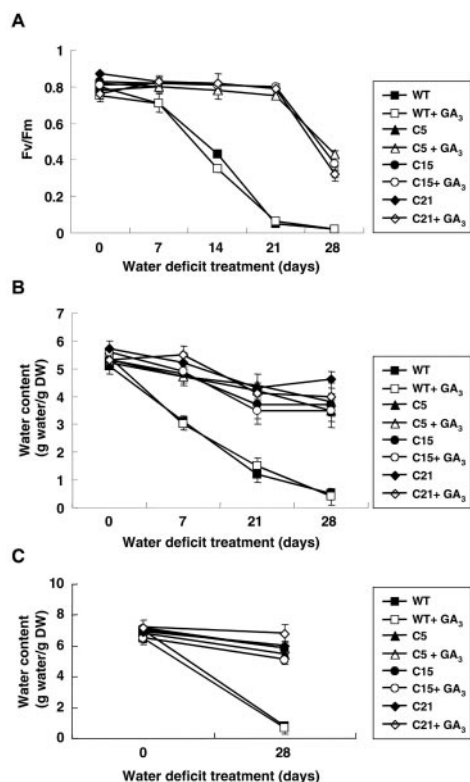 A
1
0.8
0.6
0.4
0.2
0
Fv/Fm
0 7 14 21 28
Water deficit treatment (days)
WT
WT+ GA3
C5
C5 + GA3
C15
C15+ GA3
C21
C21+ GA3
B
7
6
5
4
3
2
1
0
Water content
(g water/g DW)
0 7 21 28
Water deficit treatment (days)
WT
WT+ GA3
C5
C5 + GA3
C15
C15+ GA3
C21
C21+ GA3
C
10
8
6
4
2
0
Water content
(g water/g DW)
0 28
Water deficit treatment (days)
WT
WT+ GA3
C5
C5 + GA3
C15
C15+ GA3
C21
C21+ GA3